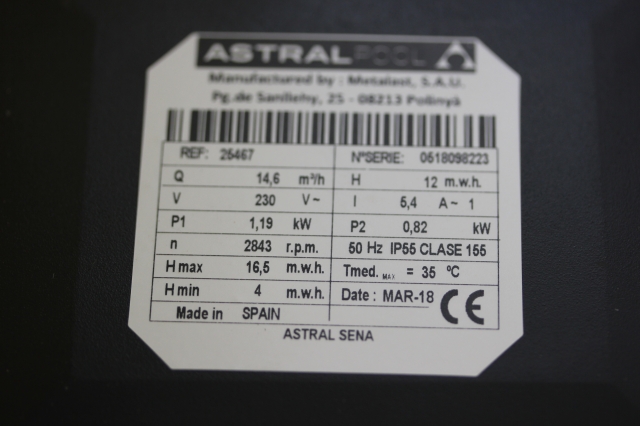 ASTRALPOOL
Manufactured by : Metalast, S.A.U.
Pg.de Sanllehy, 25 - 08213 Polinyà
REF: 25467 NºSERIE: 0518098223
Q 14,6 m³/h H 12 m.w.h.
V 230 V~ I 5,4 A~ 1
P1 1,19 kW P2 0,82 kW
n 2843 r.p.m. 50 Hz IP55 CLASE 155
H max 16,5 m.w.h. Tmed. MAX = 35 ºC
H min 4 m.w.h. Date : MAR-18 CE
Made in SPAIN
ASTRAL SENA